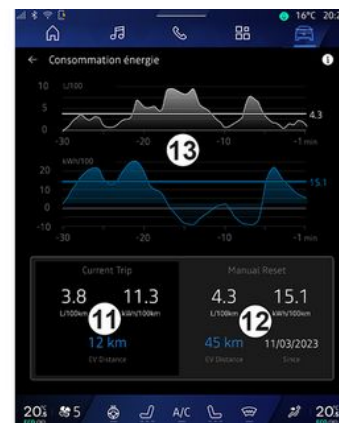 16°C 20:2
Consommation énergie
10 L/100
5
4.3
0
-30 -20 -10 -1 min
13
kWh/100
20
15.1
10
0
-30 -20 -10 -1 min
Current Trip Manual Reset
3.8 11.3 4.3 15.1
L/100km kWh/100km L/100km kWh/100km
11 12
12 km 45 km 11/03/2023
EV Distance EV Distance Since
5 A/C